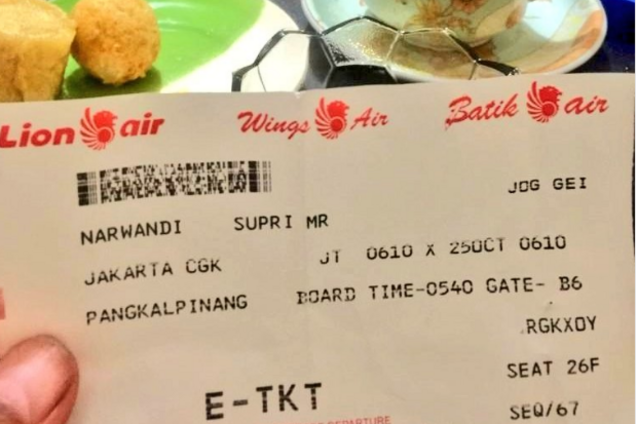 Lion air Wings Air Batik air
JOG GEI
NARWANDI SUPRI MR
JAKARTA CGK JT 0610 X 25OCT 0610
PANGKALPINANG BOARD TIME-0540 GATE- B6
RGKXOY
SEAT 26F
E-TKT
SEQ/67
DEPARTURE